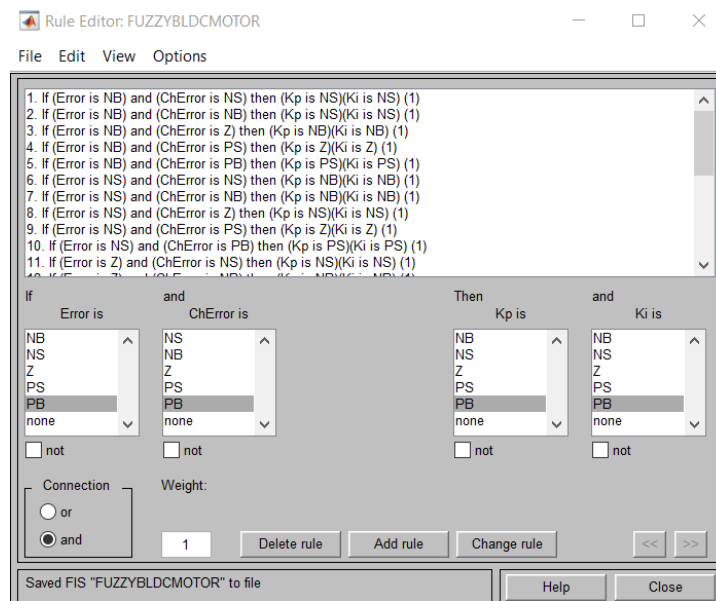 Rule Editor: FUZZYBLDCMOTOR
File Edit View Options
1. If (Error is NB) and (ChError is NS) then (Kp is NS)(Ki is NS) (1)
2. If (Error is NB) and (ChError is NB) then (Kp is NS)(Ki is NS) (1)
3. If (Error is NB) and (ChError is Z) then (Kp is NB)(Ki is NB) (1)
4. If (Error is NB) and (ChError is PS) then (Kp is Z)(Ki is Z) (1)
5. If (Error is NB) and (ChError is PB) then (Kp is PS)(Ki is PS) (1)
6. If (Error is NS) and (ChError is NS) then (Kp is NB)(Ki is NB) (1)
7. If (Error is NS) and (ChError is NB) then (Kp is NB)(Ki is NB) (1)
8. If (Error is NS) and (ChError is Z) then (Kp is NS)(Ki is NS) (1)
9. If (Error is NS) and (ChError is PS) then (Kp is Z)(Ki is Z) (1)
10. If (Error is NS) and (ChError is PB) then (Kp is PS)(Ki is PS) (1)
11. If (Error is Z) and (ChError is NS) then (Kp is NS)(Ki is NS) (1)
If and Then and
Error is ChError is Kp is Ki is
NB NS NB NB
NS NB NS NS
Z Z Z Z
PS PS PS PS
PB PB PB PB
none none none none
not not not not
Connection Weight:
or
and 1 Delete rule Add rule Change rule << >>
Saved FIS "FUZZYBLDCMOTOR" to file Help Close